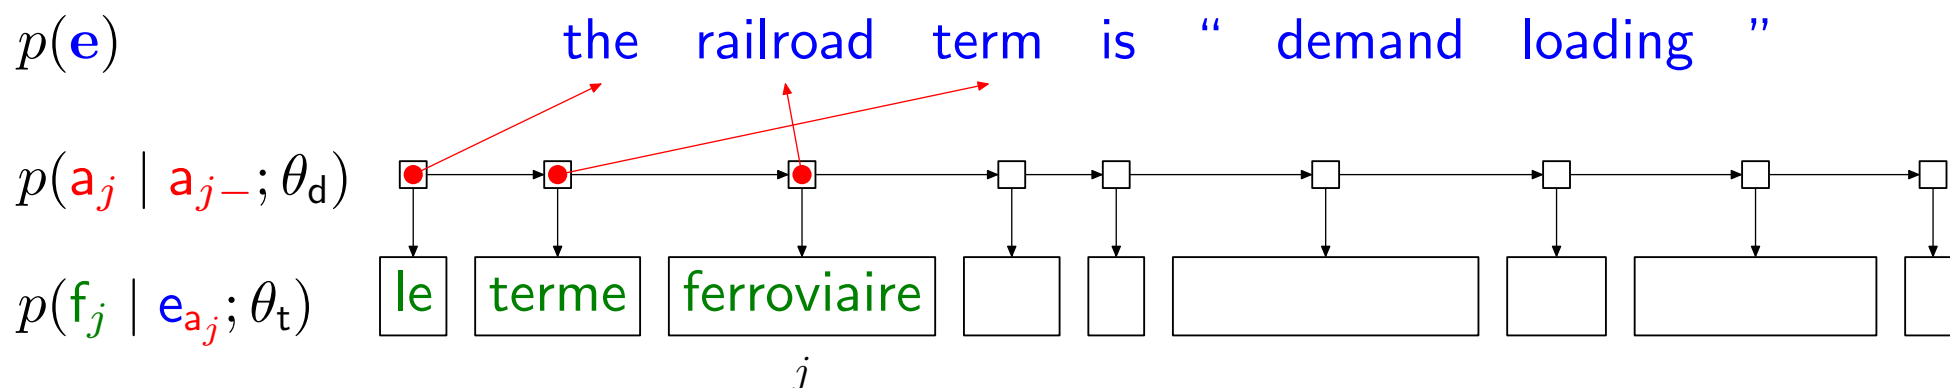 p(e) the railroad term is “ demand loading ”
p(a_j | a_{j−}; θ_d)
p(f_j | e_{a_j}; θ_t) le terme ferroviaire
j